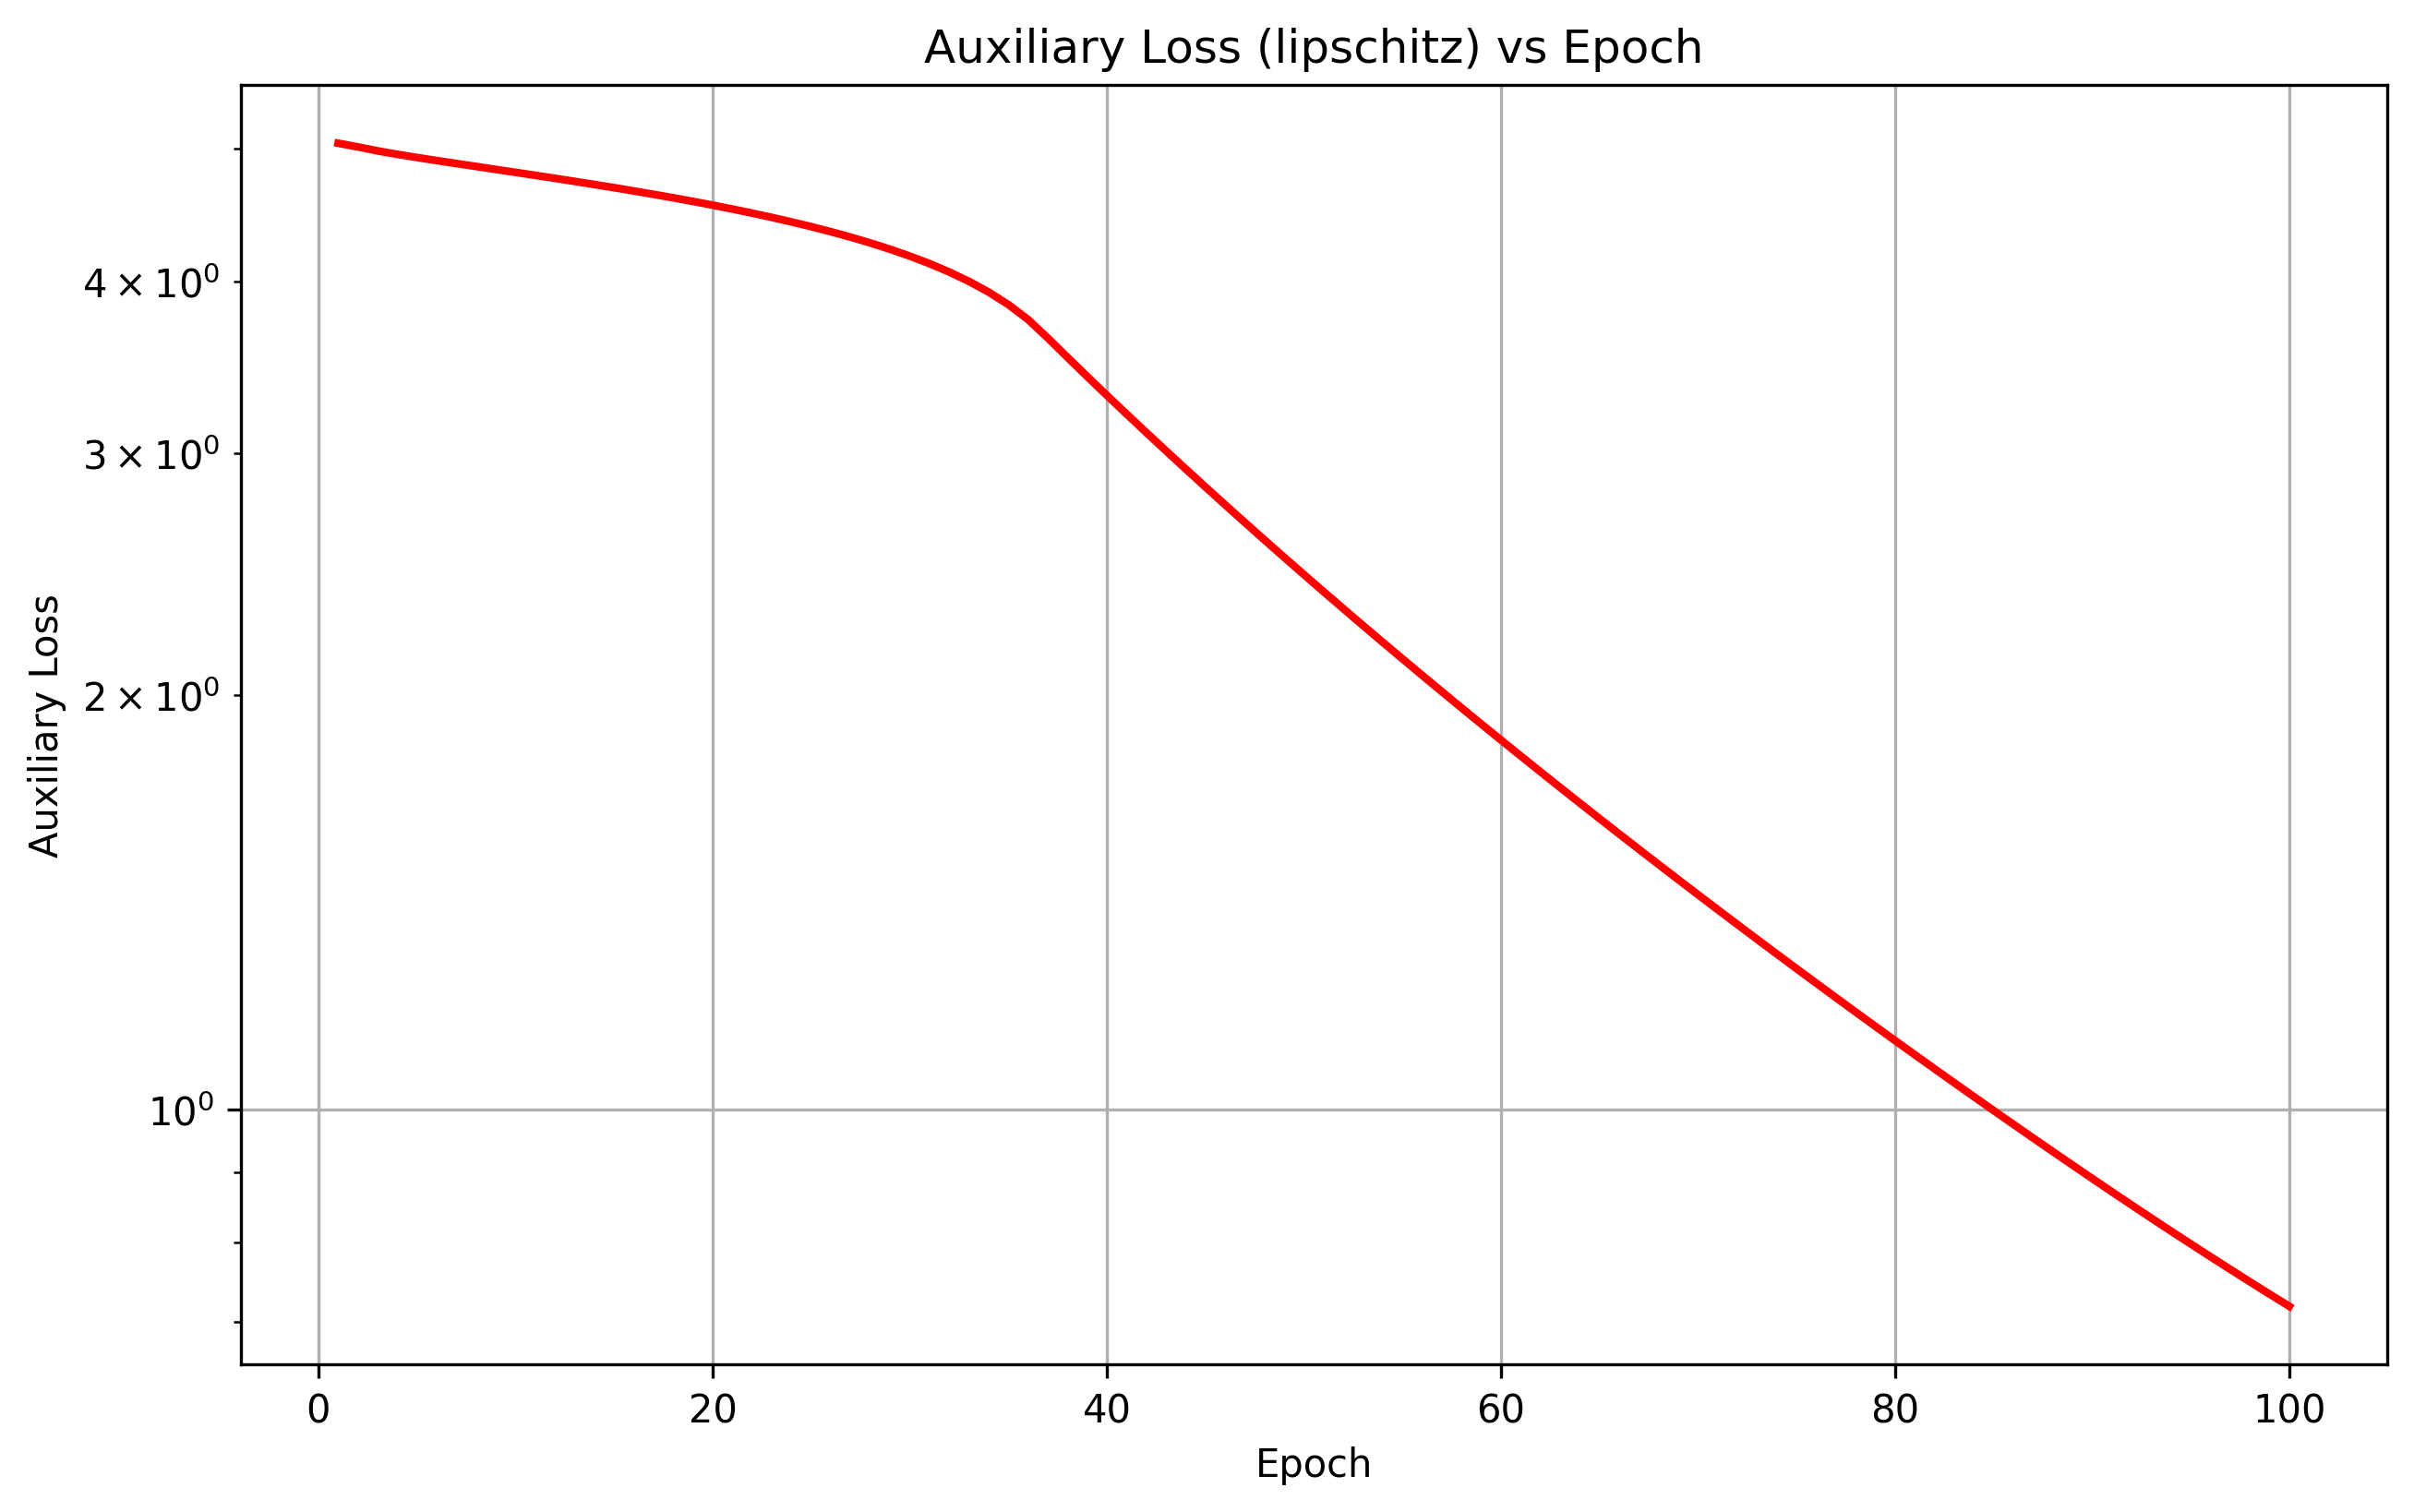 Auxiliary Loss (lipschitz) vs Epoch
Auxiliary Loss
4 × 10⁰
3 × 10⁰
2 × 10⁰
10⁰
0 20 40 60 80 100
Epoch